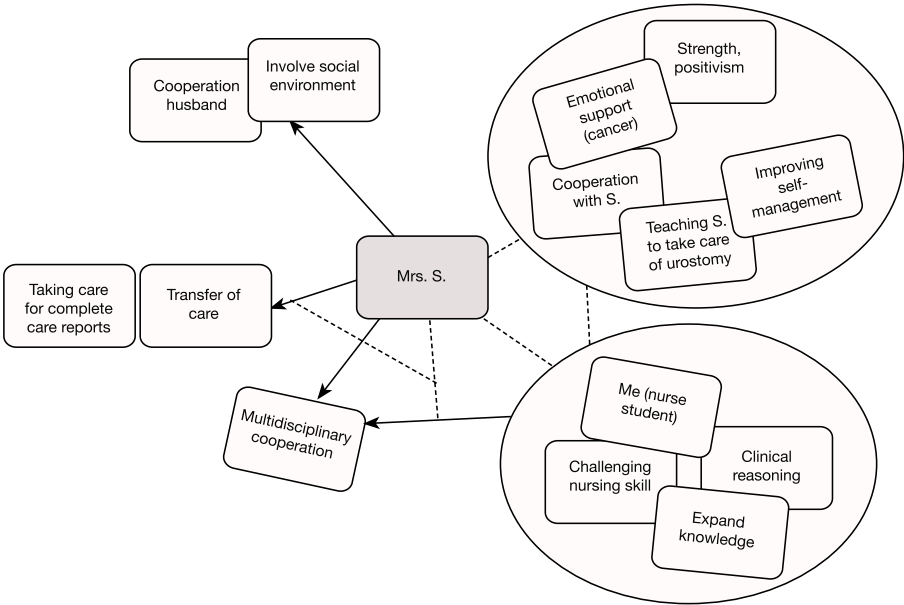 Cooperation
husband
Involve social
environment
Strength,
positivism
Emotional
support
(cancer)
Cooperation
with S.
Improving
self-
management
Teaching S.
to take care
of urostomy
Mrs. S.
Taking care
for complete
care reports
Transfer of
care
Multidisciplinary
cooperation
Me (nurse
student)
Challenging
nursing skill
Clinical
reasoning
Expand
knowledge